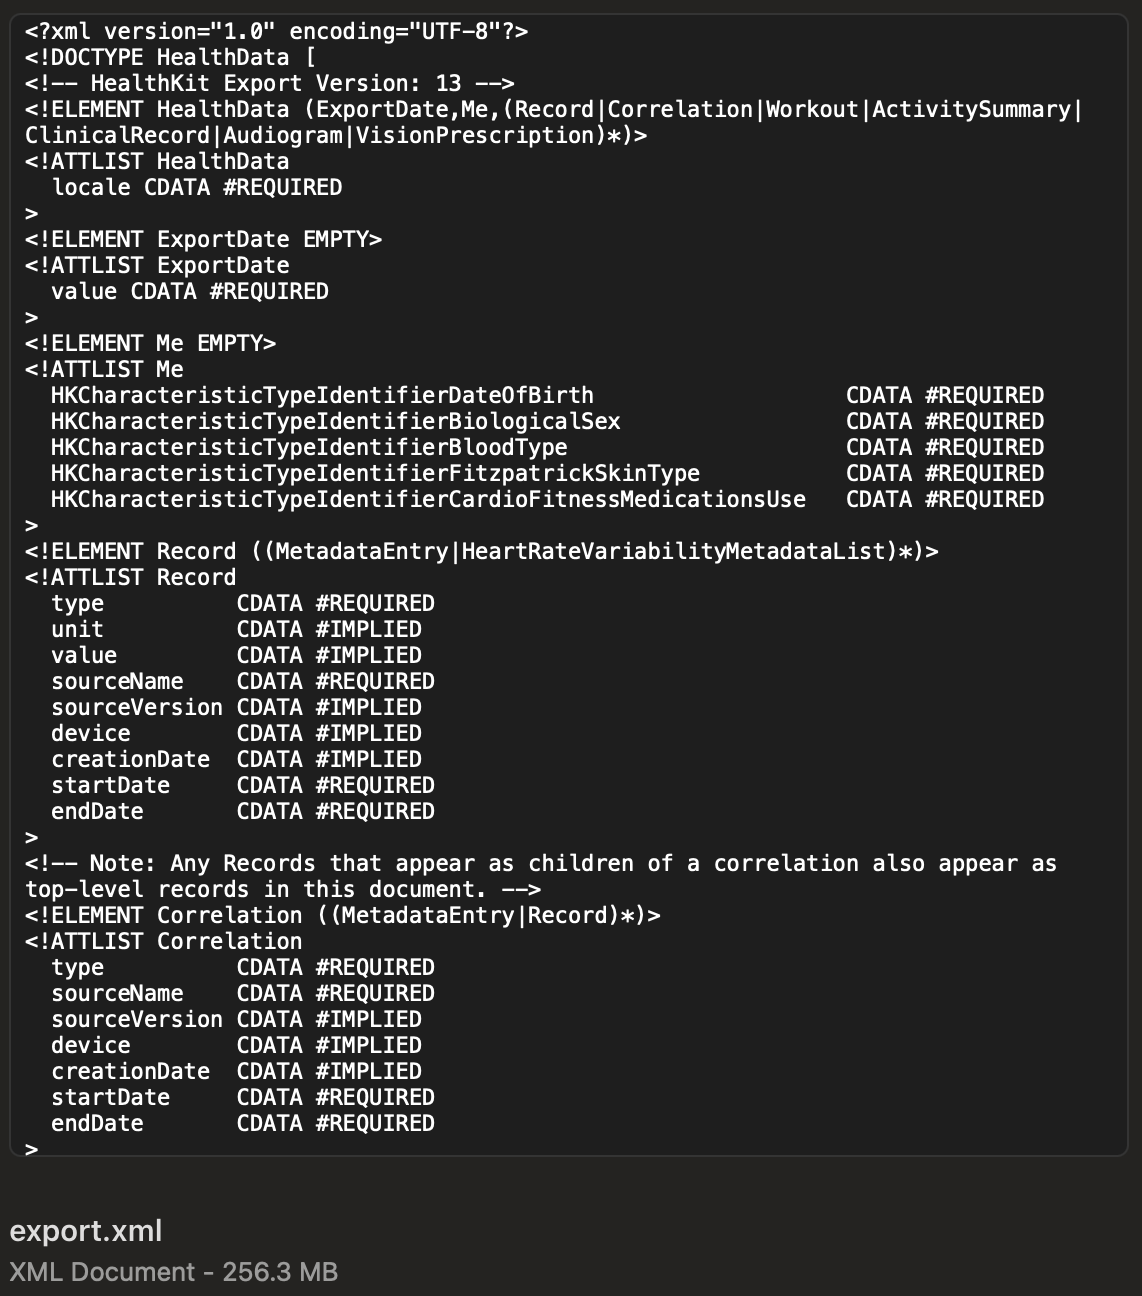 <?xml version="1.0" encoding="UTF-8"?>
<!DOCTYPE HealthData [
<!-- HealthKit Export Version: 13 -->
<!ELEMENT HealthData (ExportDate,Me,(Record|Correlation|Workout|ActivitySummary|
ClinicalRecord|Audiogram|VisionPrescription)*)>
<!ATTLIST HealthData
  locale CDATA #REQUIRED
>
<!ELEMENT ExportDate EMPTY>
<!ATTLIST ExportDate
  value CDATA #REQUIRED
>
<!ELEMENT Me EMPTY>
<!ATTLIST Me
  HKCharacteristicTypeIdentifierDateOfBirth                   CDATA #REQUIRED
  HKCharacteristicTypeIdentifierBiologicalSex                 CDATA #REQUIRED
  HKCharacteristicTypeIdentifierBloodType                     CDATA #REQUIRED
  HKCharacteristicTypeIdentifierFitzpatrickSkinType           CDATA #REQUIRED
  HKCharacteristicTypeIdentifierCardioFitnessMedicationsUse   CDATA #REQUIRED
>
<!ELEMENT Record ((MetadataEntry|HeartRateVariabilityMetadataList)*)>
<!ATTLIST Record
  type          CDATA #REQUIRED
  unit          CDATA #IMPLIED
  value         CDATA #IMPLIED
  sourceName    CDATA #REQUIRED
  sourceVersion CDATA #IMPLIED
  device        CDATA #IMPLIED
  creationDate  CDATA #IMPLIED
  startDate     CDATA #REQUIRED
  endDate       CDATA #REQUIRED
>
<!-- Note: Any Records that appear as children of a correlation also appear as
top-level records in this document. -->
<!ELEMENT Correlation ((MetadataEntry|Record)*)>
<!ATTLIST Correlation
  type          CDATA #REQUIRED
  sourceName    CDATA #REQUIRED
  sourceVersion CDATA #IMPLIED
  device        CDATA #IMPLIED
  creationDate  CDATA #IMPLIED
  startDate     CDATA #REQUIRED
  endDate       CDATA #REQUIRED
>
export.xml
XML Document - 256.3 MB